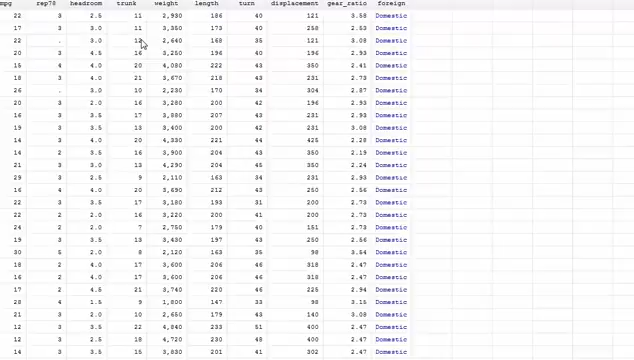 mpg rep78 headroom trunk weight length turn displacement gear_ratio foreign
22 3 2.5 11 2,930 186 40 121 3.58 Domestic
17 3 3.0 11 3,350 173 40 258 2.53 Domestic
22 . 3.0 12 2,640 168 35 121 3.08 Domestic
20 3 4.5 16 3,250 196 40 196 2.93 Domestic
15 4 4.0 20 4,080 222 43 350 2.41 Domestic
18 3 4.0 21 3,670 218 43 231 2.73 Domestic
26 . 3.0 10 2,230 170 34 304 2.87 Domestic
20 3 2.0 16 3,280 200 42 196 2.93 Domestic
16 3 3.5 17 3,880 207 43 231 2.93 Domestic
19 3 3.5 13 3,400 200 42 231 3.08 Domestic
14 3 4.0 20 4,330 221 44 425 2.28 Domestic
14 2 3.5 16 3,900 204 43 350 2.19 Domestic
21 3 3.0 13 4,290 204 45 350 2.24 Domestic
29 3 2.5 9 2,110 163 34 231 2.93 Domestic
16 4 4.0 20 3,690 212 43 250 2.56 Domestic
22 3 3.5 17 3,180 193 31 200 2.73 Domestic
22 2 2.0 16 3,220 200 41 200 2.73 Domestic
24 2 2.0 7 2,750 179 40 151 2.73 Domestic
19 3 3.5 13 3,430 197 43 250 2.56 Domestic
30 5 2.0 8 2,120 163 35 98 3.54 Domestic
18 2 4.0 17 3,600 206 46 318 2.47 Domestic
16 2 4.0 17 3,600 206 46 318 2.47 Domestic
17 2 4.5 21 3,740 220 46 225 2.94 Domestic
28 4 1.5 9 1,800 147 33 98 3.15 Domestic
21 3 2.0 10 2,650 179 43 140 3.08 Domestic
12 3 3.5 22 4,840 233 51 400 2.47 Domestic
12 3 2.5 18 4,720 230 48 400 2.47 Domestic
14 3 3.5 15 3,830 201 41 302 2.47 Domestic